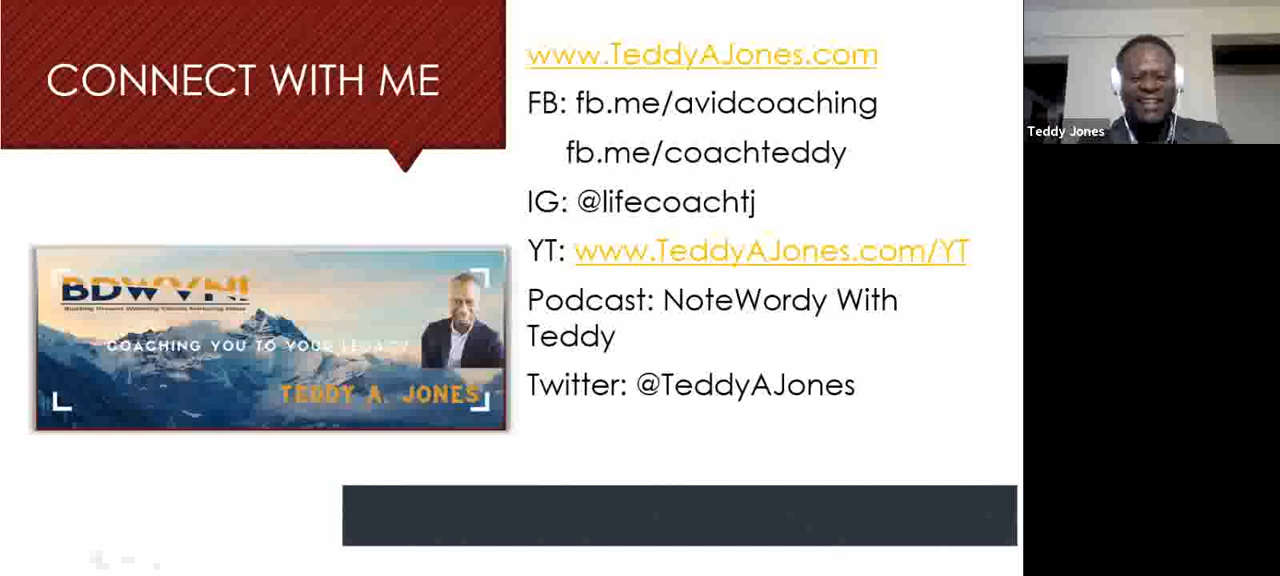 CONNECT WITH ME
www.TeddyAJones.com
FB: fb.me/avidcoaching
fb.me/coachteddy
IG: @lifecoachtj
YT: www.TeddyAJones.com/YT
Podcast: NoteWordy With
Teddy
Twitter: @TeddyAJones
COACHING YOU TO YOUR LEGACY
TEDDY A. JONES
Teddy Jones